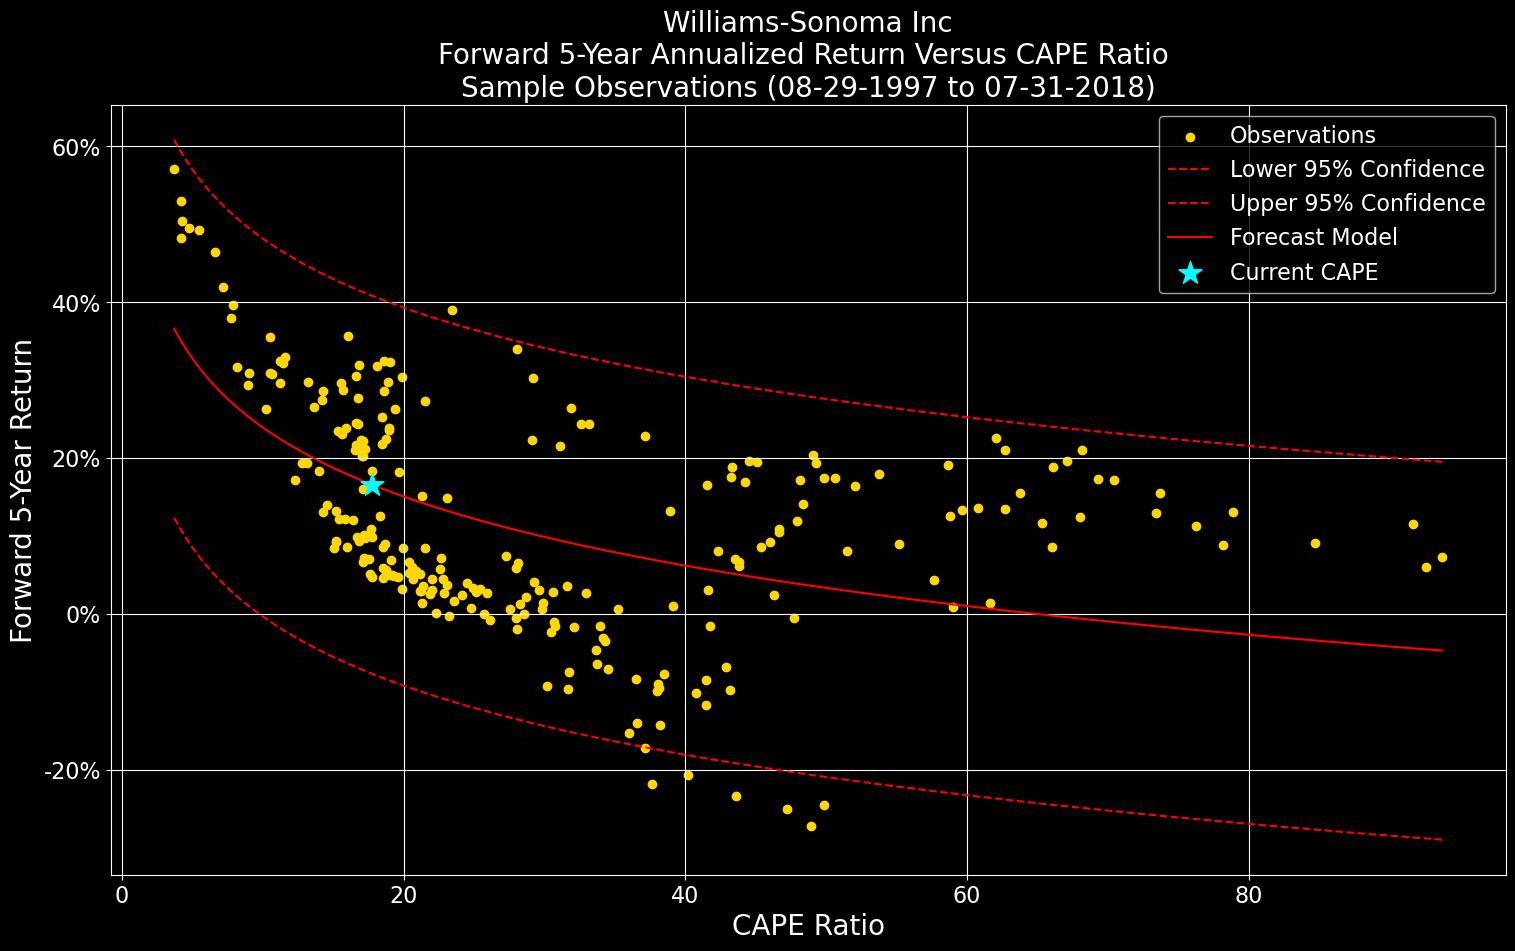 Williams-Sonoma Inc
Forward 5-Year Annualized Return Versus CAPE Ratio
Sample Observations (08-29-1997 to 07-31-2018)
Observations
Lower 95% Confidence
Upper 95% Confidence
Forecast Model
Current CAPE
Forward 5-Year Return
60%
40%
20%
0%
-20%
0
20
40
60
80
CAPE Ratio